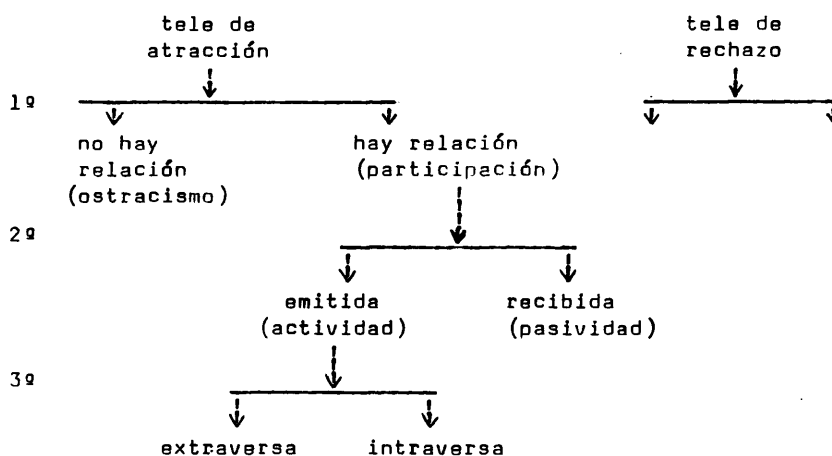 tele de tele de
atracción rechazo
1º
no hay hay relación
relación (participación)
(ostracismo)
2º
emitida recibida
(actividad) (pasividad)
3º
extraversa intraversa